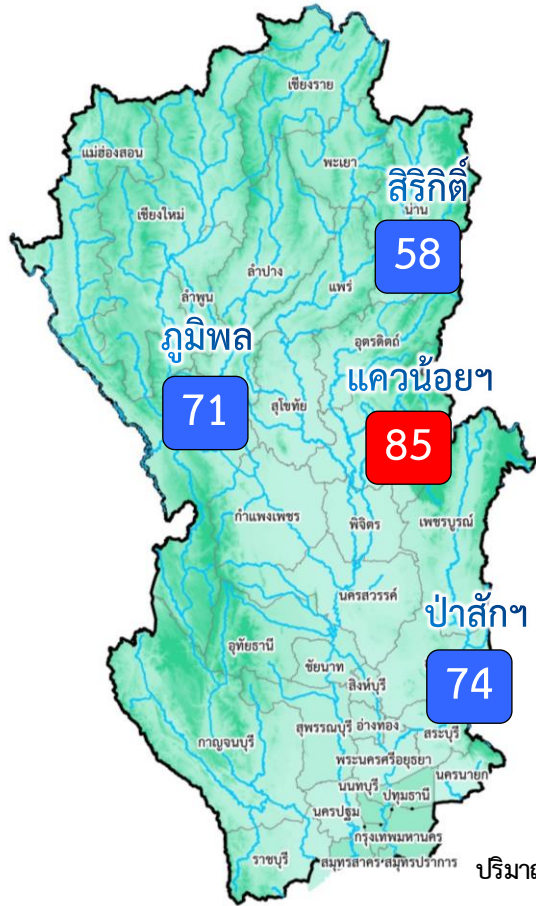 เชียงราย
แม่ฮ่องสอน
พะเยา
สิริกิติ์
น่าน
เชียงใหม่
58
ลำปาง
แพร่
ลำพูน
ภูมิพล
อุตรดิตถ์
แควน้อยฯ
71
สุโขทัย
85
กำแพงเพชร
พิจิตร
เพชรบูรณ์
นครสวรรค์
ป่าสักฯ
อุทัยธานี
ชัยนาท
สิงห์บุรี
74
สุพรรณบุรี
อ่างทอง
สระบุรี
กาญจนบุรี
พระนครศรีอยุธยา
นครนายก
นนทบุรี
ปทุมธานี
นครปฐม
กรุงเทพมหานคร
ราชบุรี
สมุทรสาคร
สมุทรปราการ